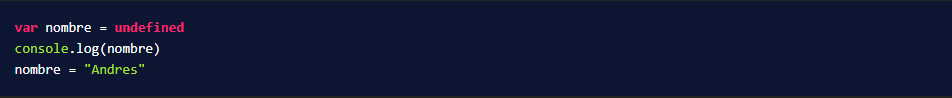 var nombre = undefined
console.log(nombre)
nombre = "Andres"